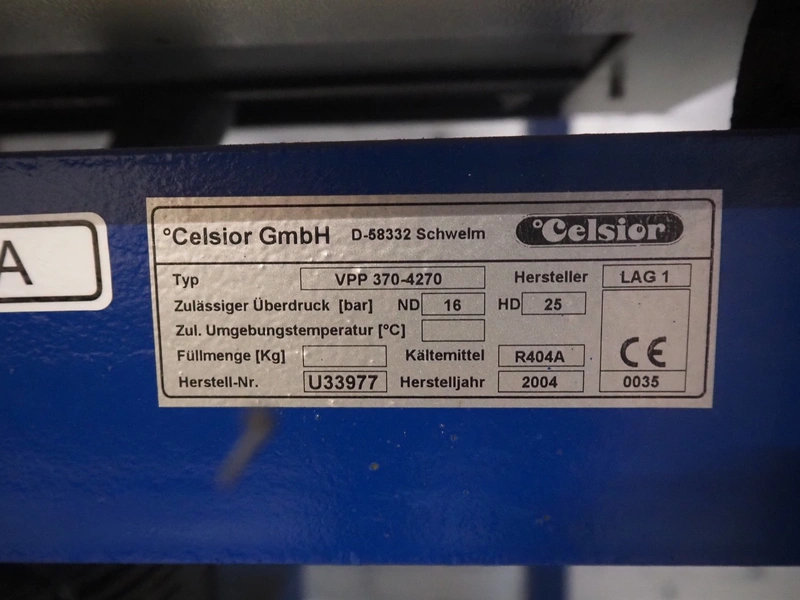 A
°Celsior GmbH D-58332 Schwelm °Celsior
Typ VPP 370-4270 Hersteller LAG 1
Zulässiger Überdruck [bar] ND 16 HD 25
Zul. Umgebungstemperatur [°C]
Füllmenge [Kg] Kältemittel R404A CE
Herstell-Nr. U33977 Herstelljahr 2004 0035